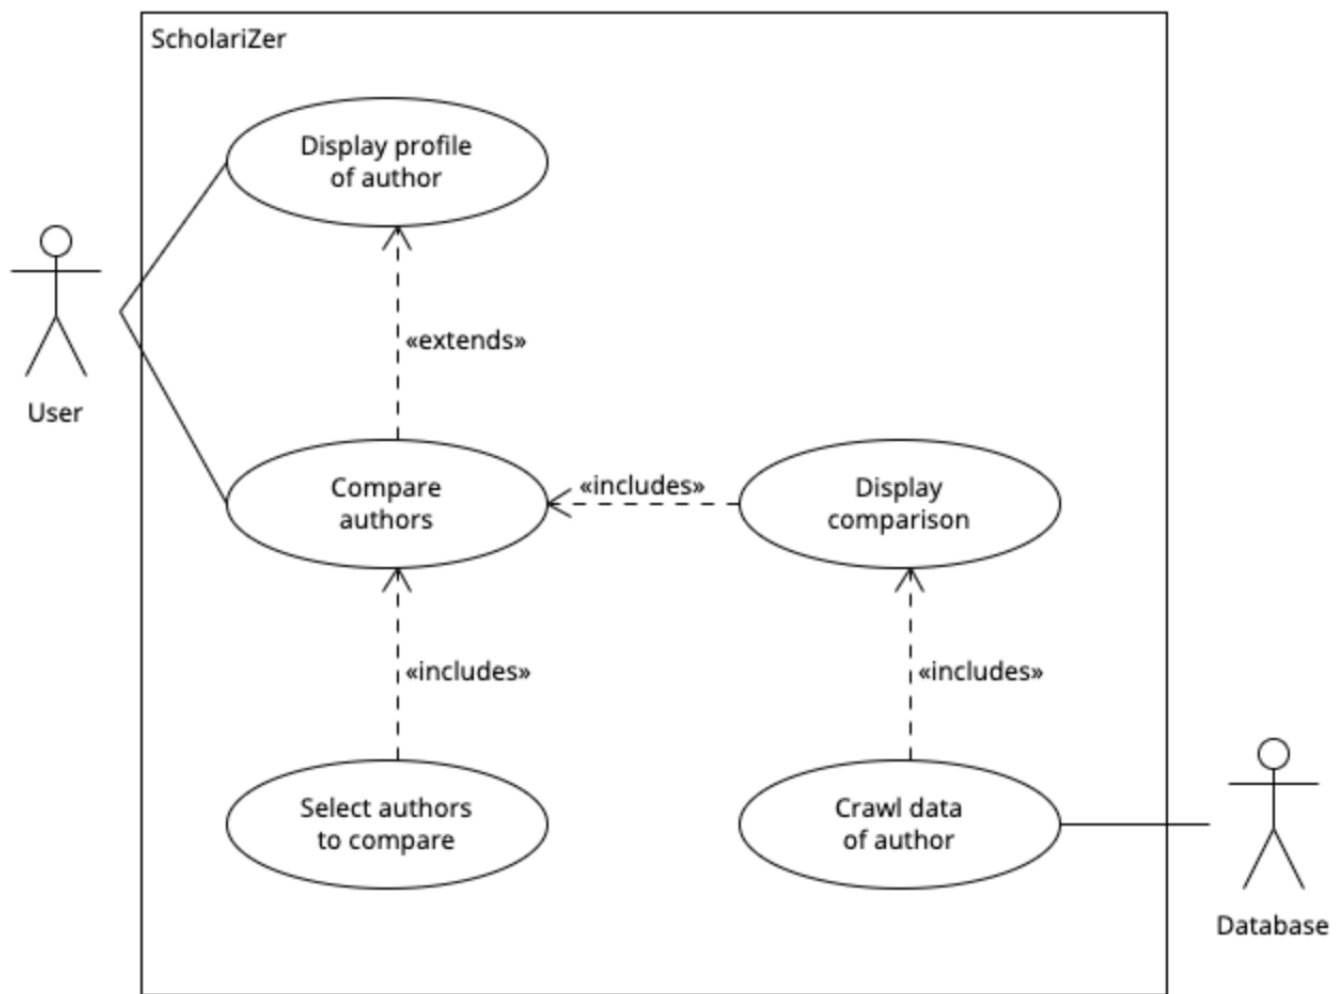 ScholariZer
Display profile
of author
User
«extends»
Compare
authors
«includes»
Display
comparison
«includes»
«includes»
Select authors
to compare
Crawl data
of author
Database